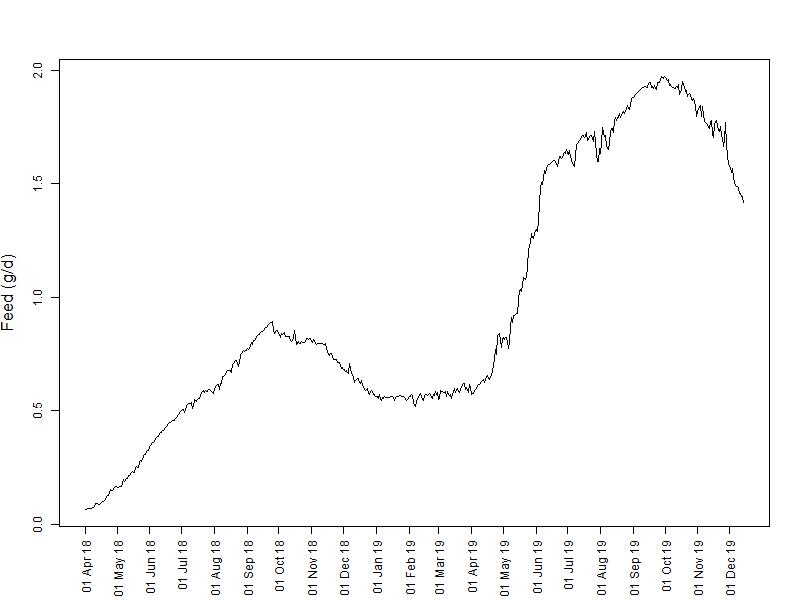 Feed (g/d)
2.0
1.5
1.0
0.5
0.0
01 Apr 18
01 May 18
01 Jun 18
01 Jul 18
01 Aug 18
01 Sep 18
01 Oct 18
01 Nov 18
01 Dec 18
01 Jan 19
01 Feb 19
01 Mar 19
01 Apr 19
01 May 19
01 Jun 19
01 Jul 19
01 Aug 19
01 Sep 19
01 Oct 19
01 Nov 19
01 Dec 19